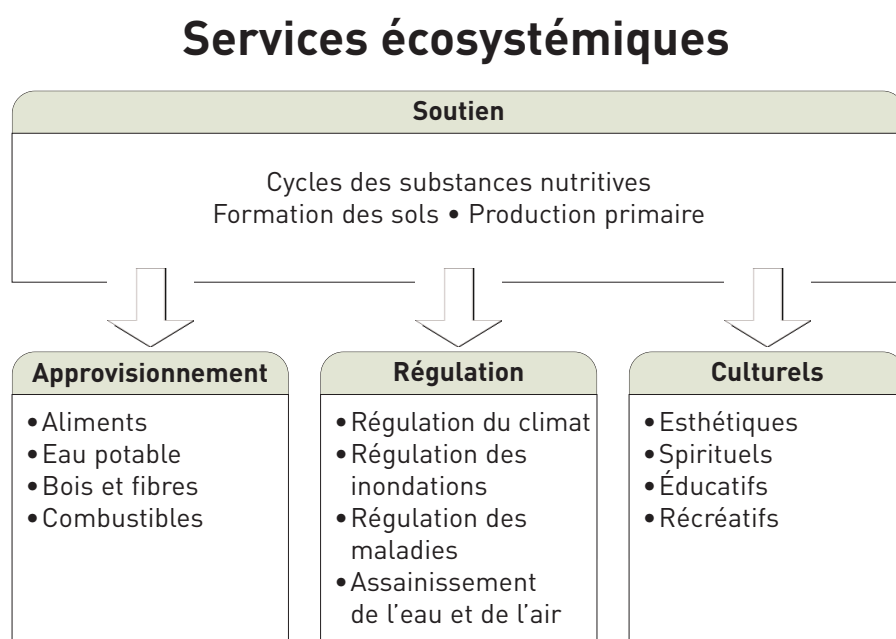 Services écosystémiques
Soutien
Cycles des substances nutritives
Formation des sols • Production primaire
Approvisionnement
• Aliments
• Eau potable
• Bois et fibres
• Combustibles
Régulation
• Régulation du climat
• Régulation des
inondations
• Régulation des
maladies
• Assainissement
de l'eau et de l'air
Culturels
• Esthétiques
• Spirituels
• Éducatifs
• Récréatifs